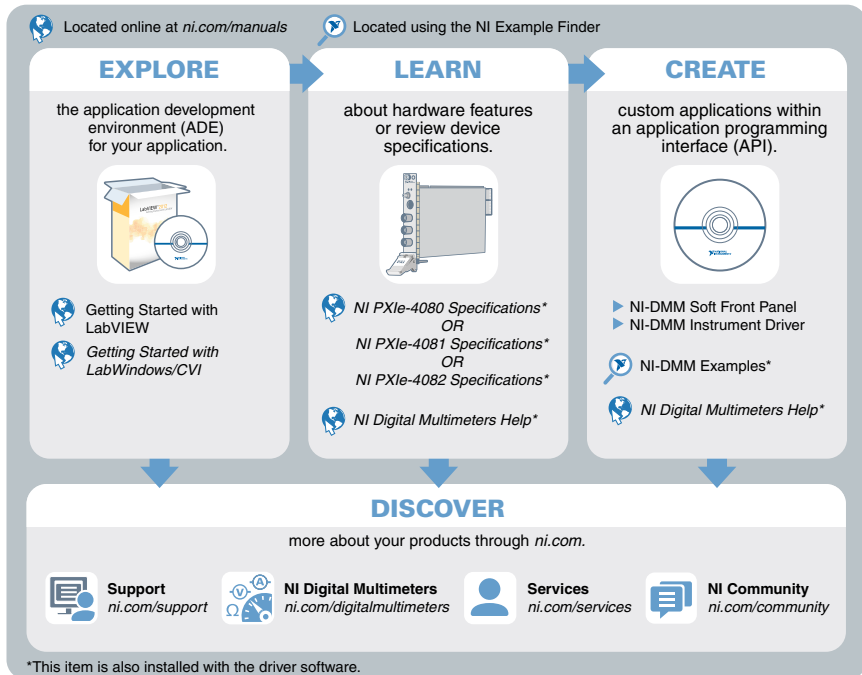 Located online at ni.com/manuals
Located using the NI Example Finder
EXPLORE
the application development
environment (ADE)
for your application.
LabVIEW
Getting Started with
LabVIEW
Getting Started with
LabWindows/CVI
LEARN
about hardware features
or review device
specifications.
NI PXIe-4080 Specifications*
OR
NI PXIe-4081 Specifications*
OR
NI PXIe-4082 Specifications*
NI Digital Multimeters Help*
CREATE
custom applications within
an application programming
interface (API).
NI-DMM Soft Front Panel
NI-DMM Instrument Driver
NI-DMM Examples*
NI Digital Multimeters Help*
DISCOVER
more about your products through ni.com.
Support
ni.com/support
V
A
Ω
NI Digital Multimeters
ni.com/digitalmultimeters
Services
ni.com/services
NI Community
ni.com/community
*This item is also installed with the driver software.